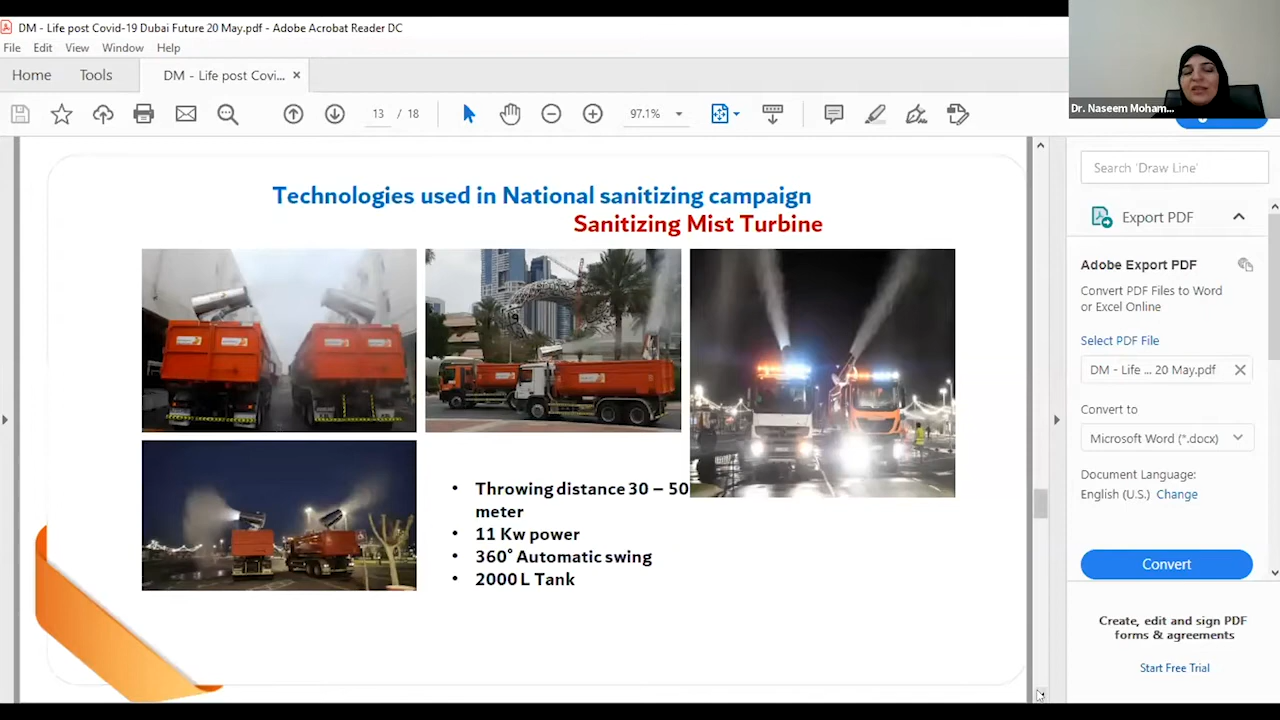 DM - Life post Covid-19 Dubai Future 20 May.pdf - Adobe Acrobat Reader DC
File Edit View Window Help
Home Tools DM - Life post Covi... ×
13 / 18 97.1%
Dr. Naseem Moham...
Technologies used in National sanitizing campaign
Sanitizing Mist Turbine
• Throwing distance 30 – 50
meter
• 11 Kw power
• 360° Automatic swing
• 2000 L Tank
Search 'Draw Line'
Export PDF
Adobe Export PDF
Convert PDF Files to Word
or Excel Online
Select PDF File
DM - Life ... 20 May.pdf ×
Convert to
Microsoft Word (*.docx)
Document Language:
English (U.S.) Change
Convert
Create, edit and sign PDF
forms & agreements
Start Free Trial